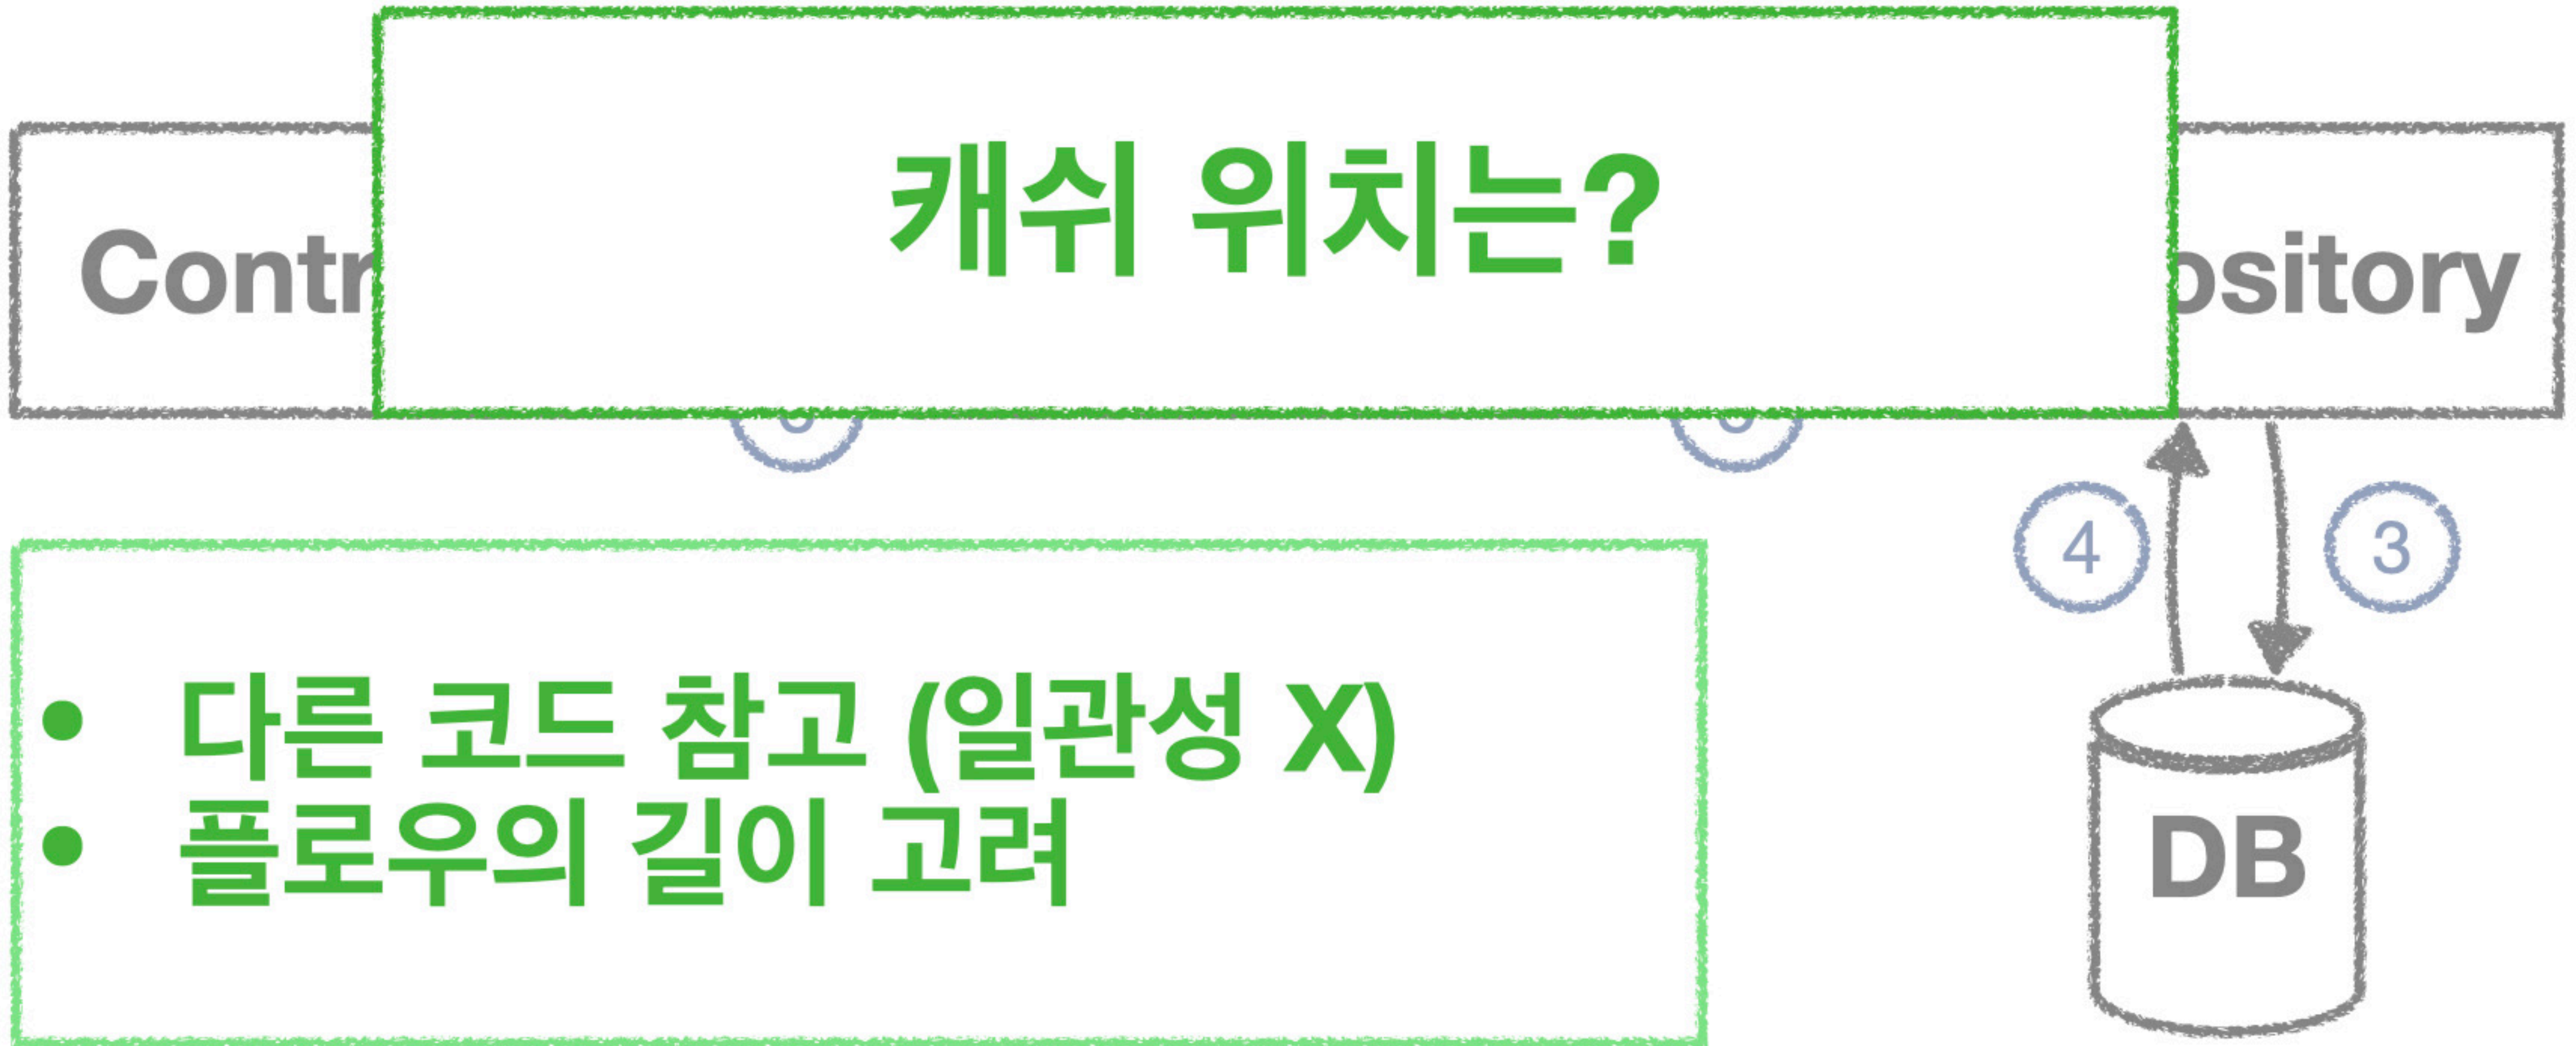 캐쉬 위치는?
Contr
ository
4
3
• 다른 코드 참고 (일관성 X)
• 플로우의 길이 고려
DB